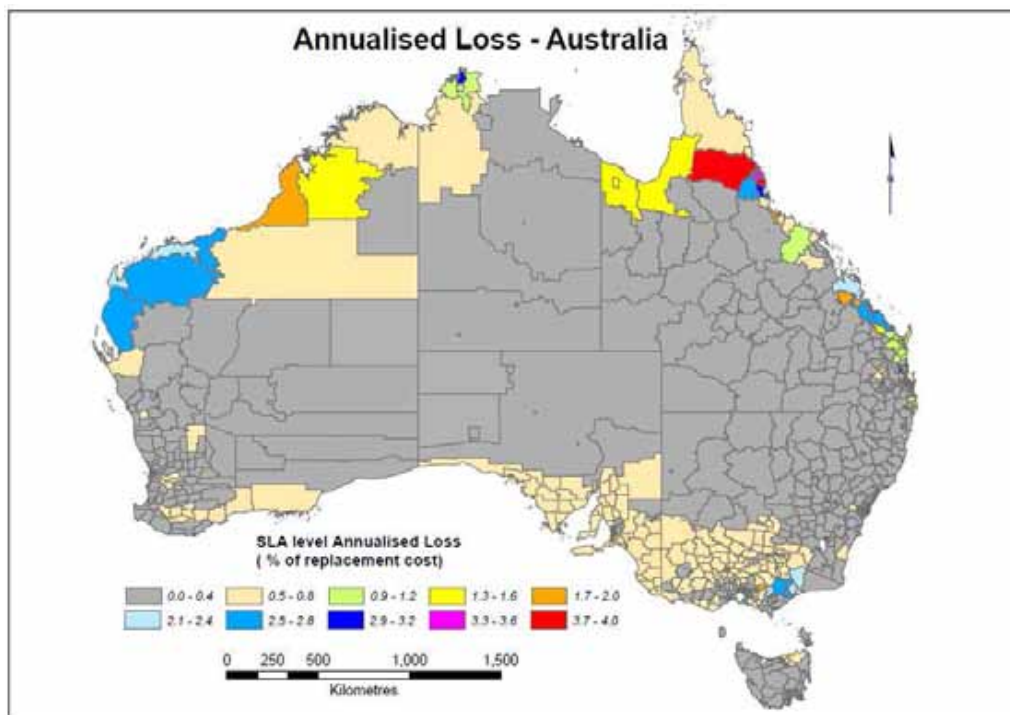 Annualised Loss - Australia
SLA level Annualised Loss
( % of replacement cost)
0.0 - 0.4 0.5 - 0.8 0.9 - 1.2 1.3 - 1.6 1.7 - 2.0
2.1 - 2.4 2.5 - 2.8 2.9 - 3.2 3.3 - 3.6 3.7 - 4.0
0 250 500 1,000 1,500
Kilometres